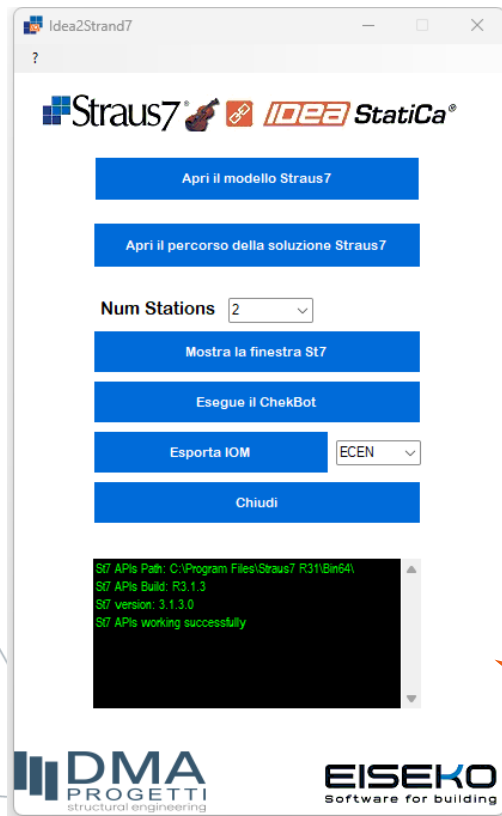 Idea2Strand7
?
Straus7® IDEA StatiCa®
Apri il modello Straus7
Apri il percorso della soluzione Straus7
Num Stations 2
Mostra la finestra St7
Esegue il ChekBot
Esporta IOM ECEN
Chiudi
St7 APIs Path: C:\Program Files\Straus7 R31\Bin64\
St7 APIs Build: R3.1.3
St7 version: 3.1.3.0
St7 APIs working successfully
DMA
PROGETTI
structural engineering
EISEKO
Software for building